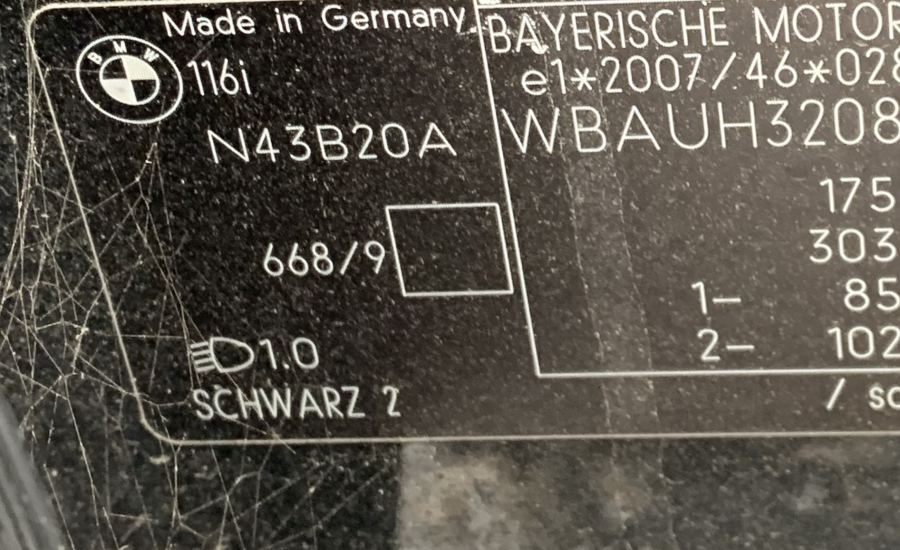 Made in Germany
BMW
116i
N43B20A
668/9
1.0
SCHWARZ 2
BAYERISCHE MOTOR
e1*2007/46*028
WBAUH3208
175
303
1– 85
2– 102
/ sc